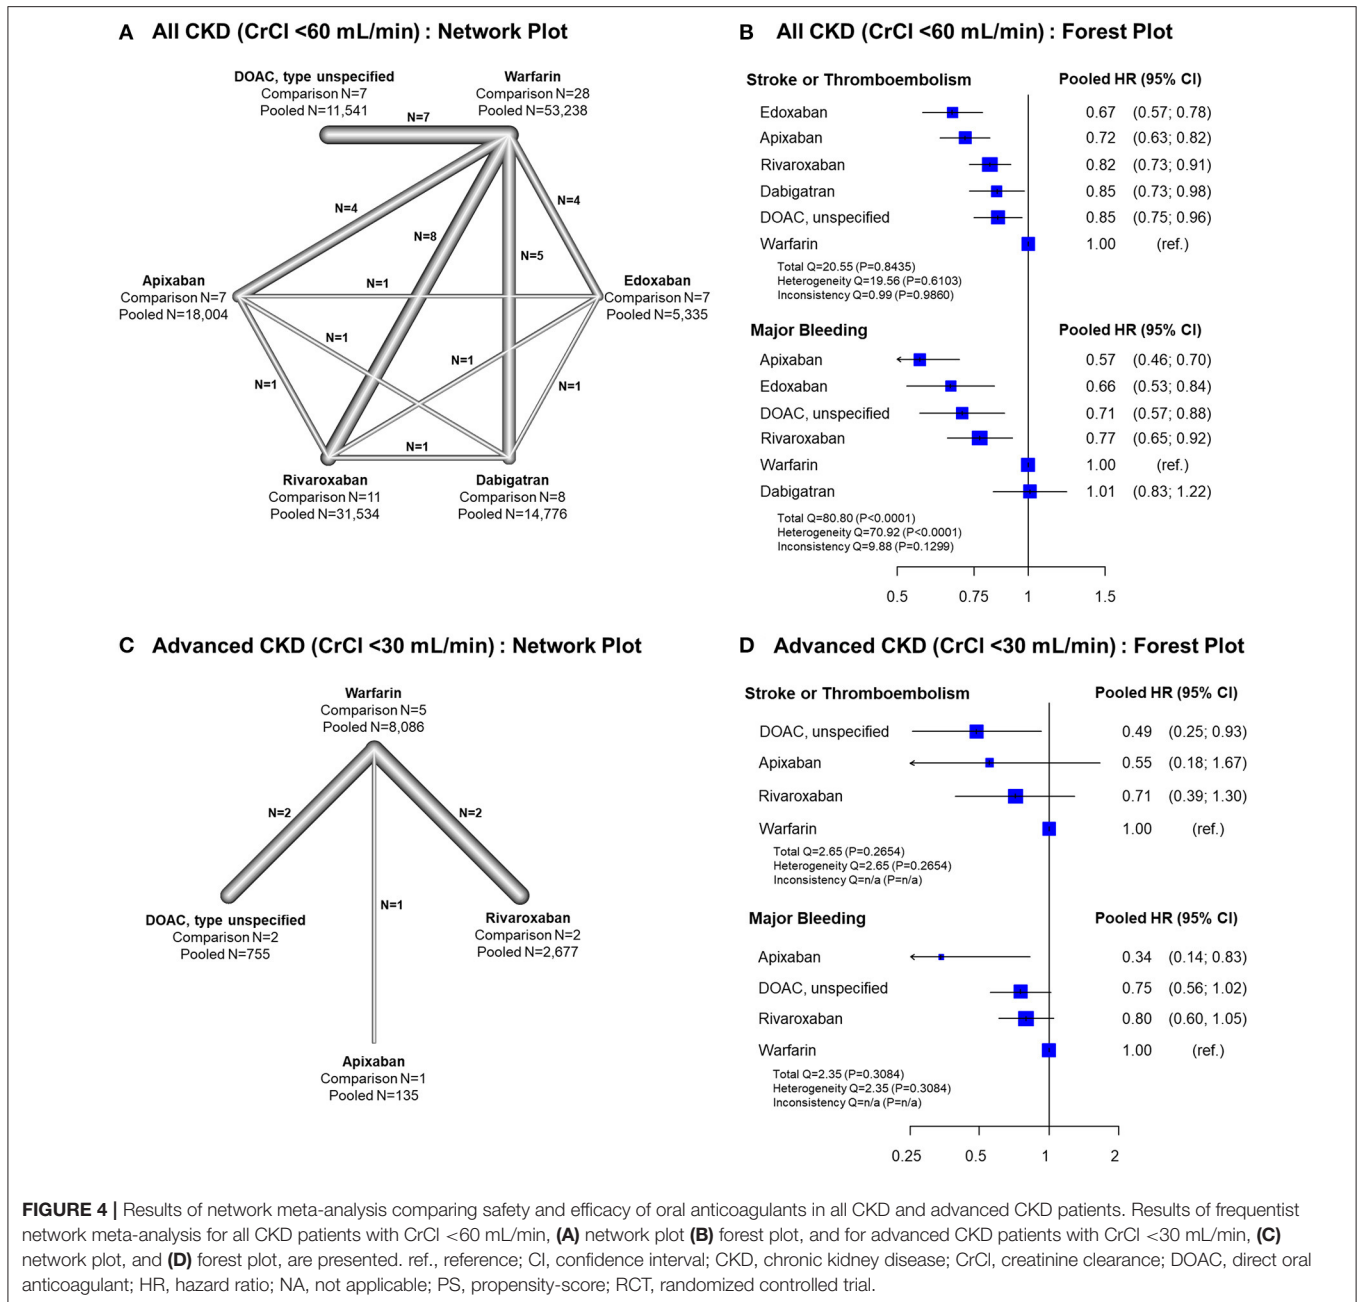 A All CKD (CrCl <60 mL/min) : Network Plot
DOAC, type unspecified
Comparison N=7
Pooled N=11,541
Warfarin
Comparison N=28
Pooled N=53,238
N=7
N=4
N=8
N=5
N=4
Apixaban
Comparison N=7
Pooled N=18,004
N=1
Edoxaban
Comparison N=7
Pooled N=5,335
N=1
N=1
N=1
N=1
N=1
Rivaroxaban
Comparison N=11
Pooled N=31,534
Dabigatran
Comparison N=8
Pooled N=14,776
B All CKD (CrCl <60 mL/min) : Forest Plot
Stroke or Thromboembolism Pooled HR (95% CI)
Edoxaban 0.67 (0.57; 0.78)
Apixaban 0.72 (0.63; 0.82)
Rivaroxaban 0.82 (0.73; 0.91)
Dabigatran 0.85 (0.73; 0.98)
DOAC, unspecified 0.85 (0.75; 0.96)
Warfarin 1.00 (ref.)
Total Q=20.55 (P=0.8435)
Heterogeneity Q=19.56 (P=0.6103)
Inconsistency Q=0.99 (P=0.9860)
Major Bleeding Pooled HR (95% CI)
Apixaban 0.57 (0.46; 0.70)
Edoxaban 0.66 (0.53; 0.84)
DOAC, unspecified 0.71 (0.57; 0.88)
Rivaroxaban 0.77 (0.65; 0.92)
Warfarin 1.00 (ref.)
Dabigatran 1.01 (0.83; 1.22)
Total Q=80.80 (P<0.0001)
Heterogeneity Q=70.92 (P<0.0001)
Inconsistency Q=9.88 (P=0.1299)
0.5 0.75 1 1.5
C Advanced CKD (CrCl <30 mL/min) : Network Plot
Warfarin
Comparison N=5
Pooled N=8,086
N=2
N=2
N=1
DOAC, type unspecified
Comparison N=2
Pooled N=755
Rivaroxaban
Comparison N=2
Pooled N=2,677
Apixaban
Comparison N=1
Pooled N=135
D Advanced CKD (CrCl <30 mL/min) : Forest Plot
Stroke or Thromboembolism Pooled HR (95% CI)
DOAC, unspecified 0.49 (0.25; 0.93)
Apixaban 0.55 (0.18; 1.67)
Rivaroxaban 0.71 (0.39; 1.30)
Warfarin 1.00 (ref.)
Total Q=2.65 (P=0.2654)
Heterogeneity Q=2.65 (P=0.2654)
Inconsistency Q=n/a (P=n/a)
Major Bleeding Pooled HR (95% CI)
Apixaban 0.34 (0.14; 0.83)
DOAC, unspecified 0.75 (0.56; 1.02)
Rivaroxaban 0.80 (0.60, 1.05)
Warfarin 1.00 (ref.)
Total Q=2.35 (P=0.3084)
Heterogeneity Q=2.35 (P=0.3084)
Inconsistency Q=n/a (P=n/a)
0.25 0.5 1 2
FIGURE 4 | Results of network meta-analysis comparing safety and efficacy of oral anticoagulants in all CKD and advanced CKD patients. Results of frequentist
network meta-analysis for all CKD patients with CrCl <60 mL/min, (A) network plot (B) forest plot, and for advanced CKD patients with CrCl <30 mL/min, (C)
network plot, and (D) forest plot, are presented. ref., reference; CI, confidence interval; CKD, chronic kidney disease; CrCl, creatinine clearance; DOAC, direct oral
anticoagulant; HR, hazard ratio; NA, not applicable; PS, propensity-score; RCT, randomized controlled trial.